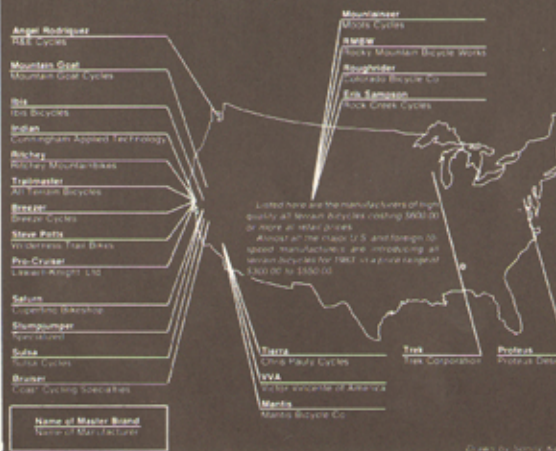 Angel Rodriquez
R&E Cycles
Mountain Goat
Mountain Goat Cycles
Ibis
Ibis Bicycles
Indian
Cunningham Applied Technology
Ritchey
Ritchey Mountainbikes
Trailmaster
All Terrain Bicycles
Breezer
Breeze Cycles
Steve Potts
Wilderness Trail Bikes
Pro-Cruiser
Lawwill-Knight Ltd
Saturn
Cupertino Bikeshop
Stumpjumper
Specialized
Sulsa
Sulsa Cycles
Bruiser
Coast Cycling Specialties
Name of Master Brand
Name of Manufacturer
Mountaineer
Moots Cycles
RMBW
Rocky Mountain Bicycle Works
Roughrider
Colorado Bicycle Co
Erik Sampson
Rock Creek Cycles
Listed here are the manufacturers of high
quality all terrain bicycles costing $600.00
or more at retail prices.
Almost all the major U.S. and foreign 10-
speed manufacturers are introducing all
terrain bicycles for 1983 in a price range of
$300.00 to $550.00.
Tierra
Chris Pauly Cycles
VVA
Victor Vincente of America
Mantis
Mantis Bicycle Co
Trek
Trek Corporation
Proteus
Proteus Des
Drawn by